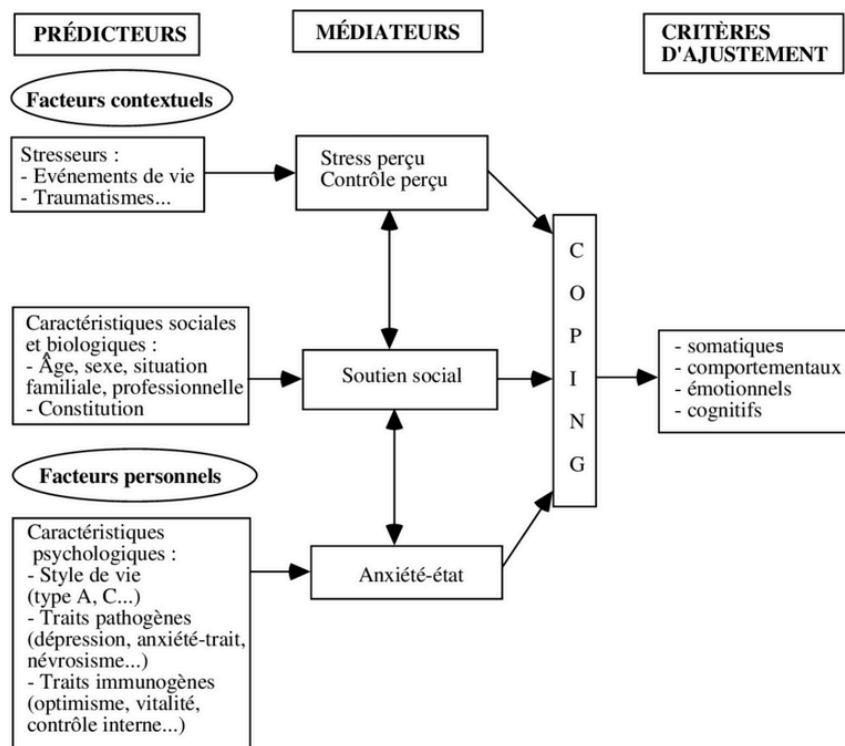 PRÉDICTEURS
MÉDIATEURS
CRITÈRES
D'AJUSTEMENT
Facteurs contextuels
Stresseurs :
- Evénements de vie
- Traumatismes...
Stress perçu
Contrôle perçu
Caractéristiques sociales
et biologiques :
- Âge, sexe, situation
familiale, professionnelle
- Constitution
Soutien social
C
O
P
I
N
G
- somatiques
- comportementaux
- émotionnels
- cognitifs
Facteurs personnels
Caractéristiques
psychologiques :
- Style de vie
(type A, C...)
- Traits pathogènes
(dépression, anxiété-trait,
névrosisme...)
- Traits immunogènes
(optimisme, vitalité,
contrôle interne...)
Anxiété-état